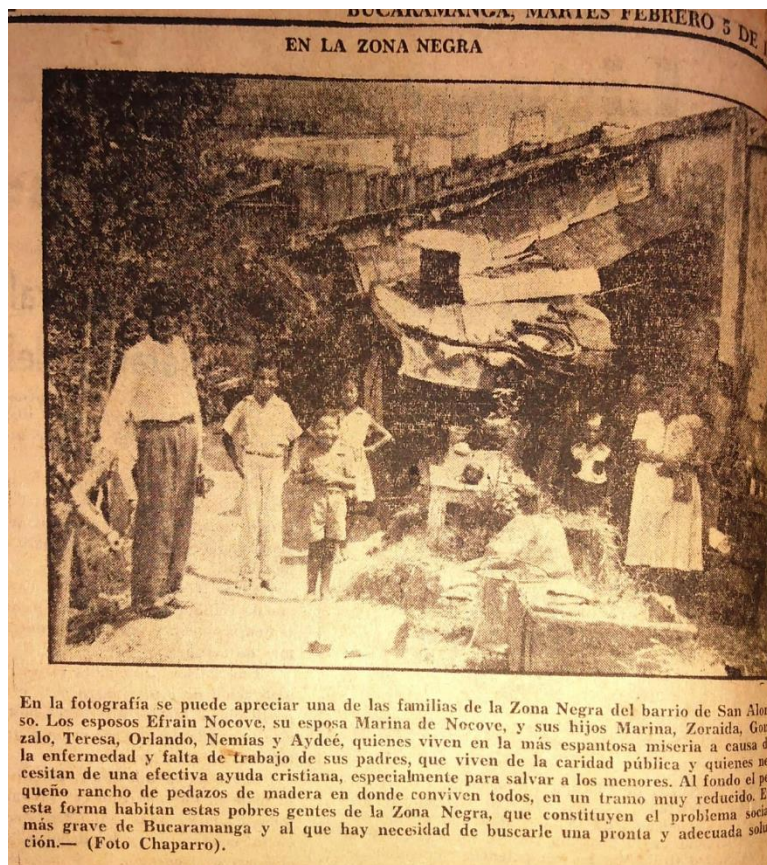 BUCARAMANGA, MARTES FEBRERO 5 DE
EN LA ZONA NEGRA
En la fotografía se puede apreciar una de las familias de la Zona Negra del barrio de San Alon-
so. Los esposos Efrain Nocove, su esposa Marina de Nocove, y sus hijos Marina, Zoraida, Gon
zalo, Teresa, Orlando, Nemías y Aydeé, quienes viven en la más espantosa miseria a causa d
la enfermedad y falta de trabajo de sus padres, que viven de la caridad pública y quienes ne
cesitan de una efectiva ayuda cristiana, especialmente para salvar a los menores. Al fondo el pe
queño rancho de pedazos de madera en donde conviven todos, en un tramo muy reducido. E
esta forma habitan estas pobres gentes de la Zona Negra, que constituyen el problema socia
más grave de Bucaramanga y al que hay necesidad de buscarle una pronta y adecuada solu
ción.— (Foto Chaparro).